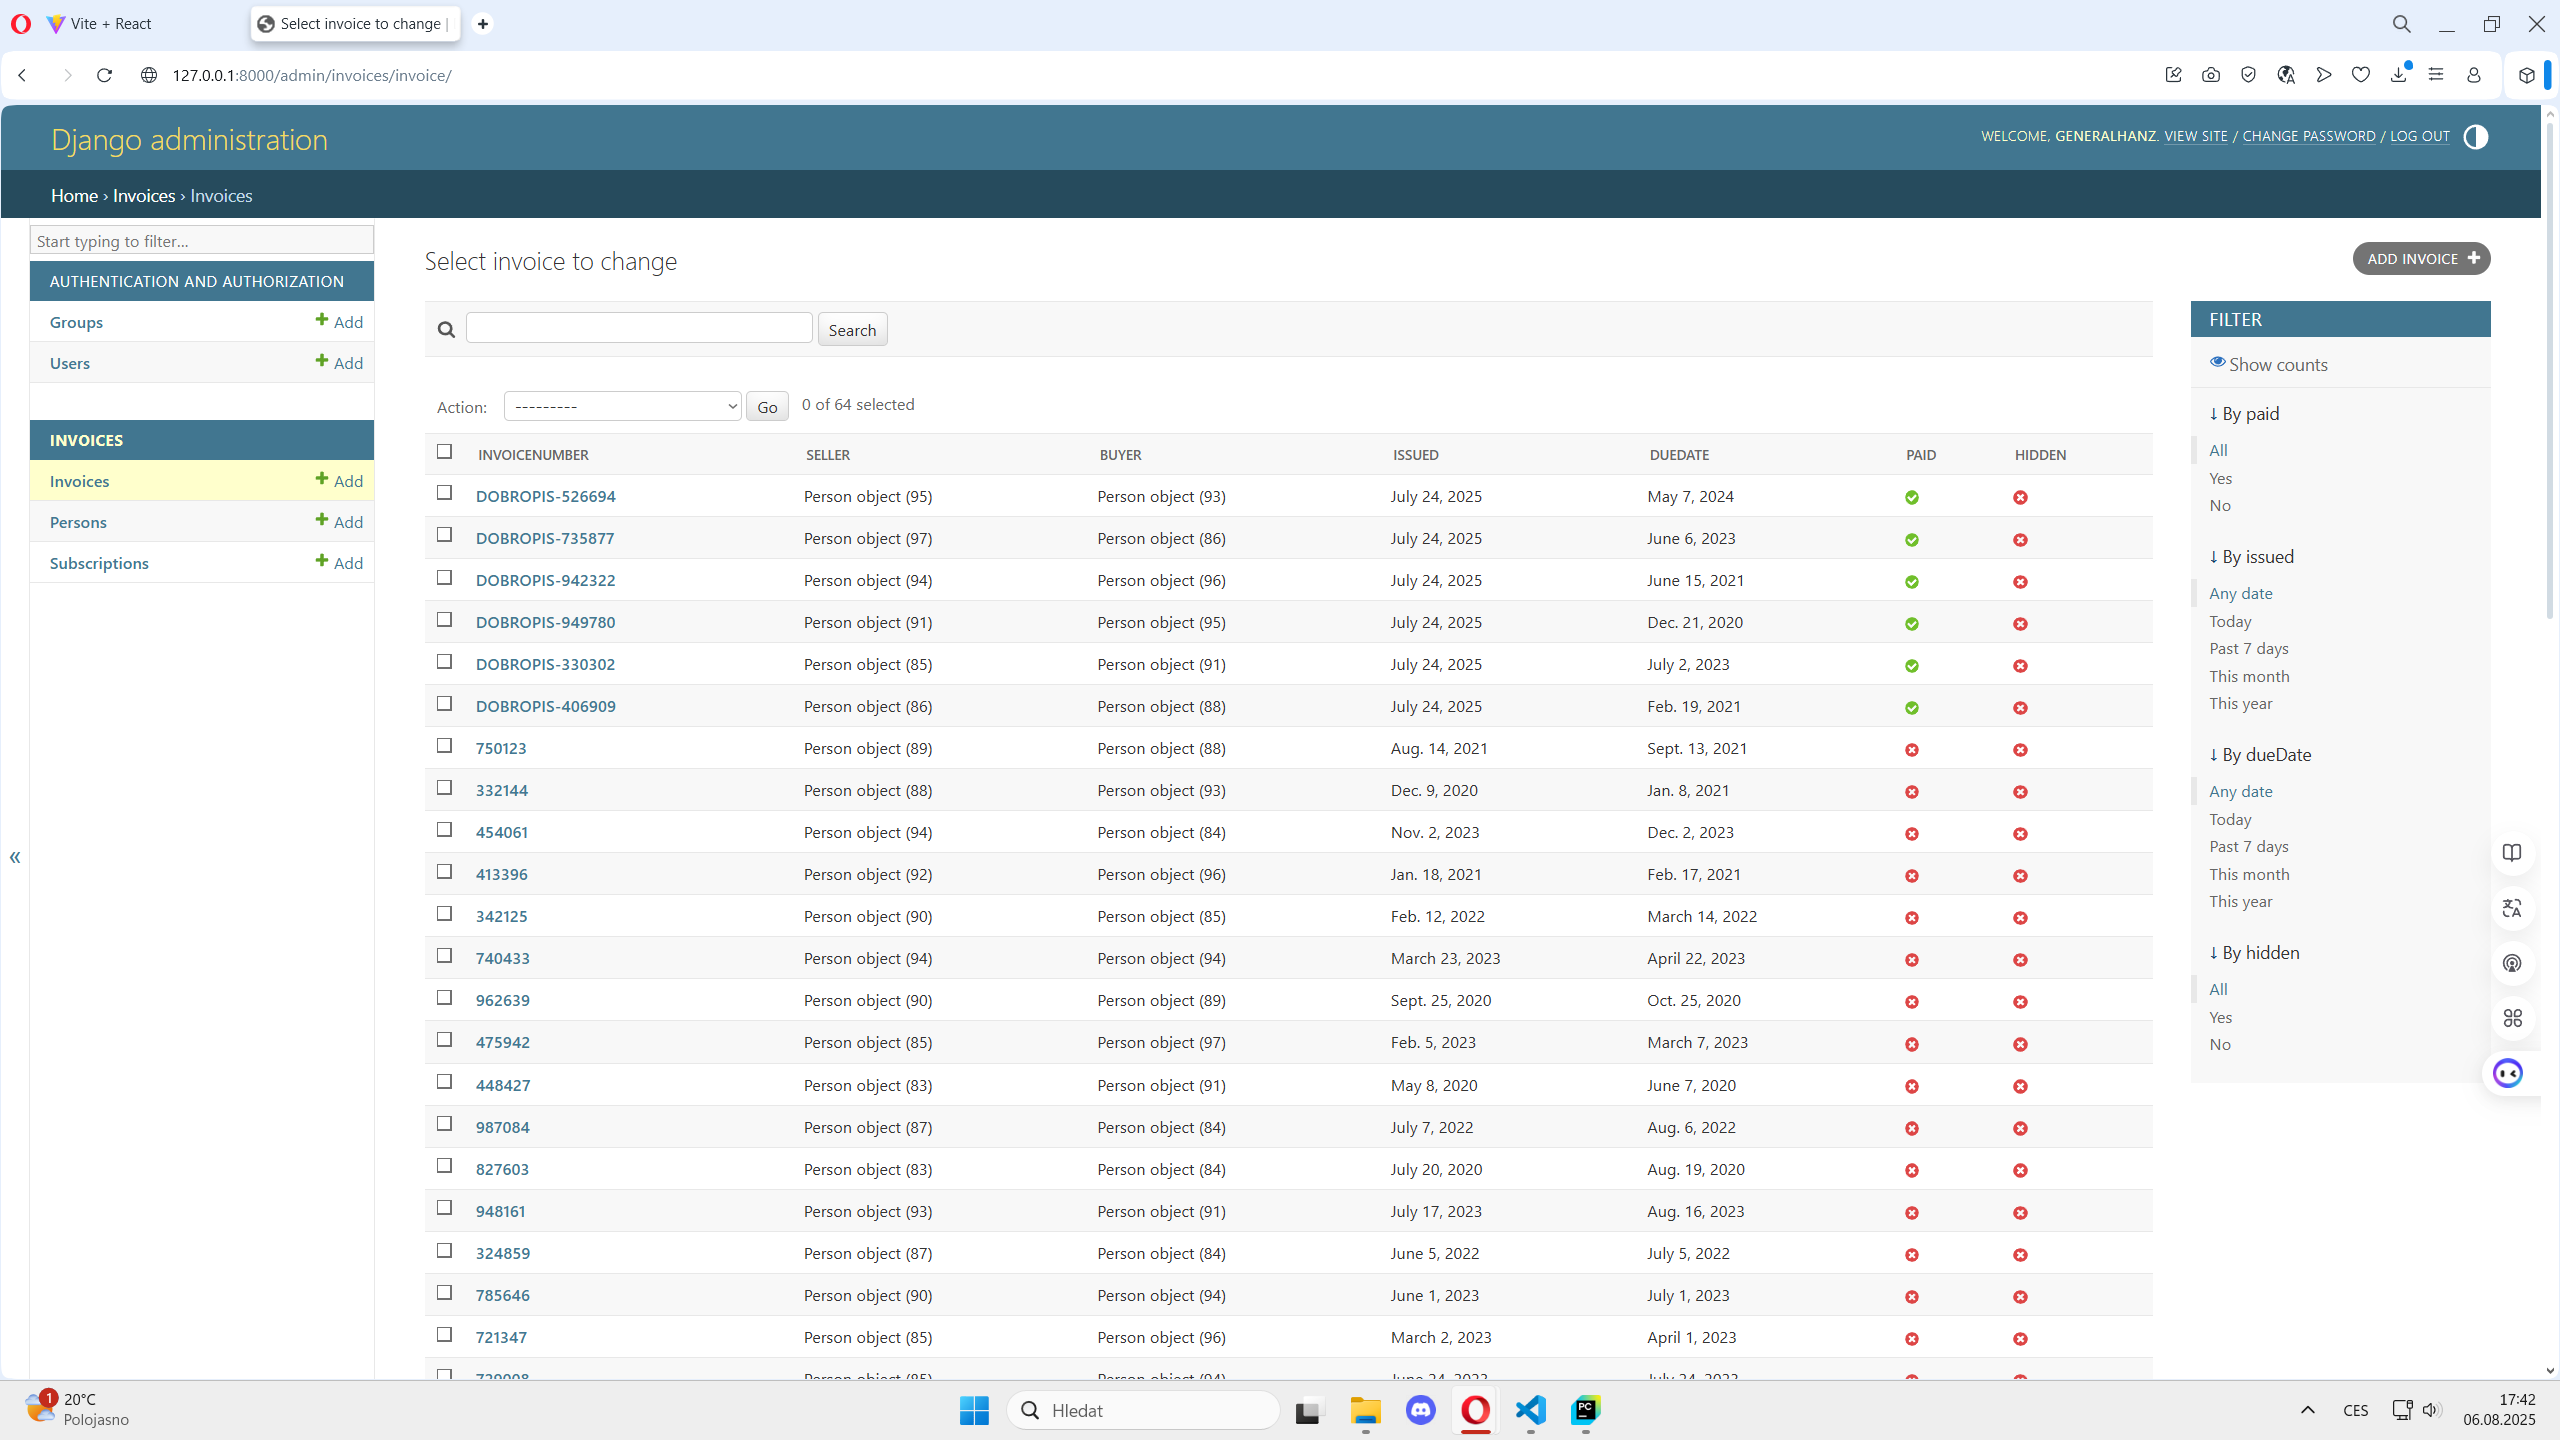 Vite + React
Select invoice to change |
127.0.0.1:8000/admin/invoices/invoice/
Django administration
WELCOME, GENERALHANZ. VIEW SITE / CHANGE PASSWORD / LOG OUT
Home › Invoices › Invoices
Start typing to filter...
AUTHENTICATION AND AUTHORIZATION
Groups Add
Users Add
INVOICES
Invoices Add
Persons Add
Subscriptions Add
«
Select invoice to change
ADD INVOICE
Search
Action: --------- Go 0 of 64 selected
INVOICENUMBER SELLER BUYER ISSUED DUEDATE PAID HIDDEN
DOBROPIS-526694 Person object (95) Person object (93) July 24, 2025 May 7, 2024
DOBROPIS-735877 Person object (97) Person object (86) July 24, 2025 June 6, 2023
DOBROPIS-942322 Person object (94) Person object (96) July 24, 2025 June 15, 2021
DOBROPIS-949780 Person object (91) Person object (95) July 24, 2025 Dec. 21, 2020
DOBROPIS-330302 Person object (85) Person object (91) July 24, 2025 July 2, 2023
DOBROPIS-406909 Person object (86) Person object (88) July 24, 2025 Feb. 19, 2021
750123 Person object (89) Person object (88) Aug. 14, 2021 Sept. 13, 2021
332144 Person object (88) Person object (93) Dec. 9, 2020 Jan. 8, 2021
454061 Person object (94) Person object (84) Nov. 2, 2023 Dec. 2, 2023
413396 Person object (92) Person object (96) Jan. 18, 2021 Feb. 17, 2021
342125 Person object (90) Person object (85) Feb. 12, 2022 March 14, 2022
740433 Person object (94) Person object (94) March 23, 2023 April 22, 2023
962639 Person object (90) Person object (89) Sept. 25, 2020 Oct. 25, 2020
475942 Person object (85) Person object (97) Feb. 5, 2023 March 7, 2023
448427 Person object (83) Person object (91) May 8, 2020 June 7, 2020
987084 Person object (87) Person object (84) July 7, 2022 Aug. 6, 2022
827603 Person object (83) Person object (84) July 20, 2020 Aug. 19, 2020
948161 Person object (93) Person object (91) July 17, 2023 Aug. 16, 2023
324859 Person object (87) Person object (84) June 5, 2022 July 5, 2022
785646 Person object (90) Person object (94) June 1, 2023 July 1, 2023
721347 Person object (85) Person object (96) March 2, 2023 April 1, 2023
FILTER
Show counts
↓ By paid
All
Yes
No
↓ By issued
Any date
Today
Past 7 days
This month
This year
↓ By dueDate
Any date
Today
Past 7 days
This month
This year
↓ By hidden
All
Yes
No
1
20°C
Polojasno
Hledat
PC
CES
17:42
06.08.2025